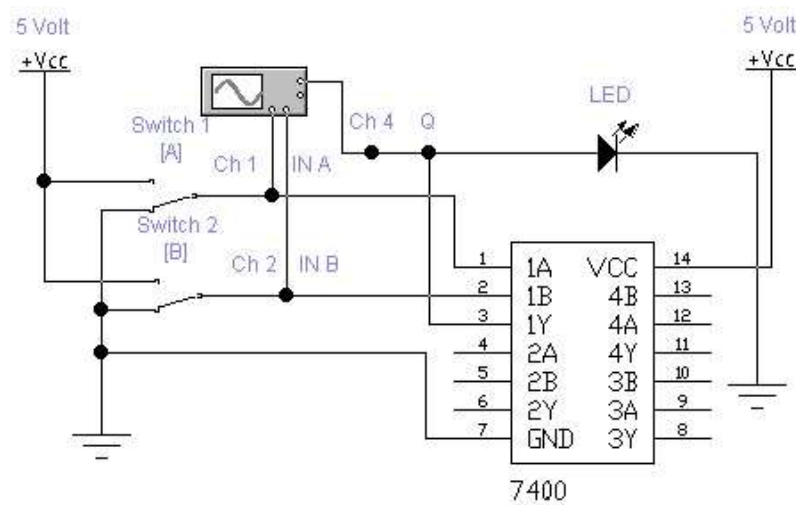 5 Volt
+Vcc
Switch 1
[A]
Ch 1
IN A
Ch 4
Q
LED
5 Volt
+Vcc
Switch 2
[B]
Ch 2
IN B
1 1A VCC 14
2 1B 4B 13
3 1Y 4A 12
4 2A 4Y 11
5 2B 3B 10
6 2Y 3A 9
7 GND 3Y 8
7400